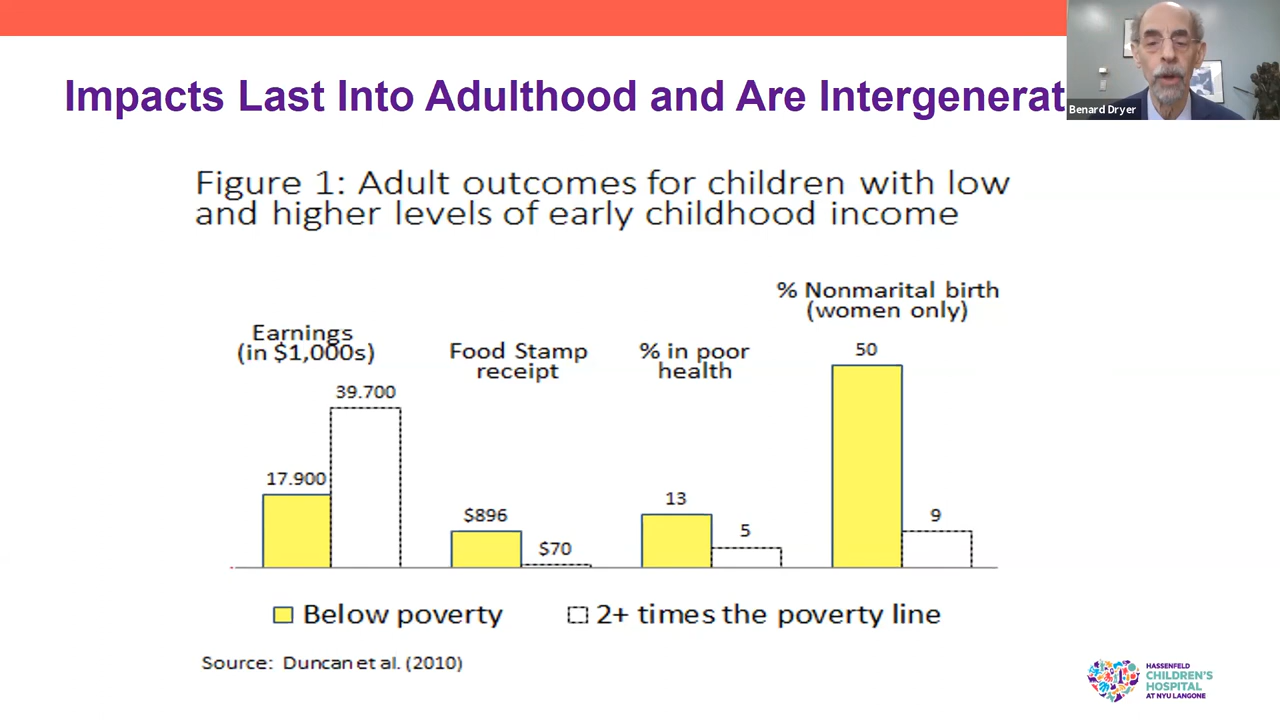 Impacts Last Into Adulthood and Are Intergenerat
Benard Dryer
Figure 1: Adult outcomes for children with low
and higher levels of early childhood income
Earnings
(in $1,000s)
39.700
17.900
Food Stamp
receipt
$896
$70
% in poor
health
13
5
% Nonmarital birth
(women only)
50
9
Below poverty
2+ times the poverty line
Source: Duncan et al. (2010)
HASSENFELD
CHILDREN'S
HOSPITAL
AT NYU LANGONE